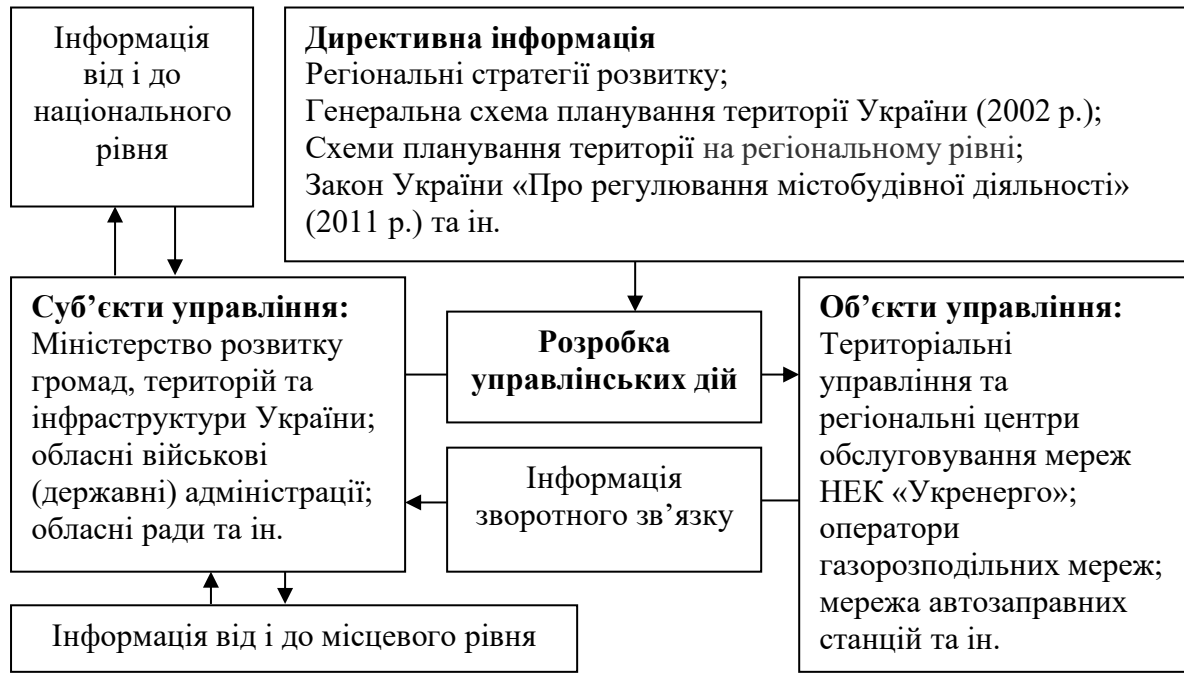 Інформація
від і до
національного
рівня
Директивна інформація
Регіональні стратегії розвитку;
Генеральна схема планування території України (2002 р.);
Схеми планування території на регіональному рівні;
Закон України «Про регулювання містобудівної діяльності»
(2011 р.) та ін.
Суб’єкти управління:
Міністерство розвитку
громад, територій та
інфраструктури України;
обласні військові
(державні) адміністрації;
обласні ради та ін.
Розробка
управлінських дій
Інформація
зворотного зв’язку
Об’єкти управління:
Територіальні
управління та
регіональні центри
обслуговування мереж
НЕК «Укренерго»;
оператори
газорозподільних мереж;
мережа автозаправних
станцій та ін.
Інформація від і до місцевого рівня